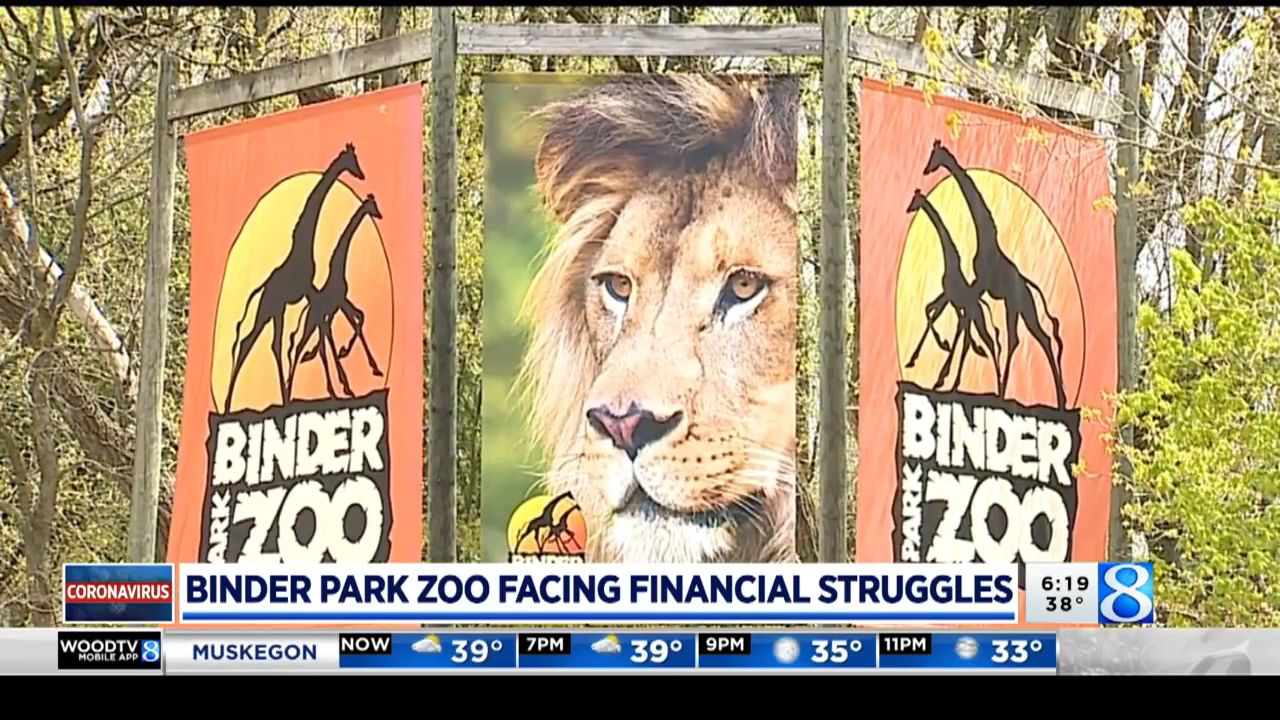 BINDER
PARK
ZOO
BINDER
BINDER
PARK
ZOO
CORONAVIRUS
BINDER PARK ZOO FACING FINANCIAL STRUGGLES
6:19
38°
8
WOODTV 8
MOBILE APP
MUSKEGON
NOW 39°
7PM 39°
9PM 35°
11PM 33°